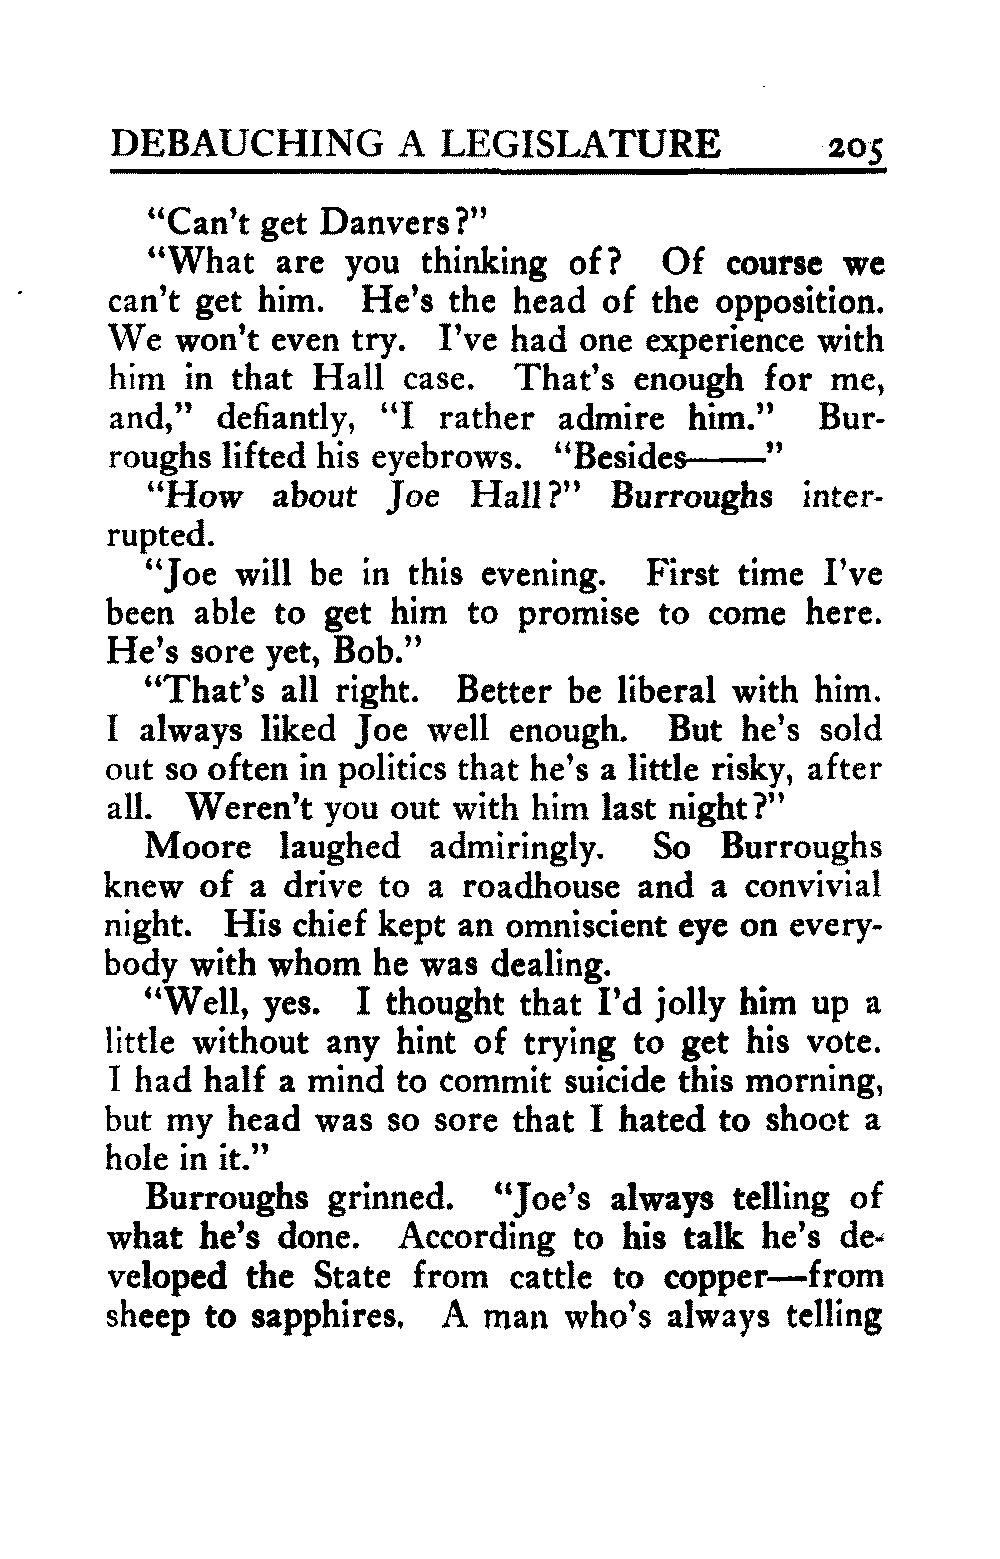 DEBAUCHING A LEGISLATURE 205
"Can't get Danvers?"
"What are you thinking of? Of course we
can't get him. He's the head of the opposition.
We won't even try. I've had one experience with
him in that Hall case. That's enough for me,
and," defiantly, "I rather admire him." Bur-
roughs lifted his eyebrows. "Besides——"
"How about Joe Hall?" Burroughs inter-
rupted.
"Joe will be in this evening. First time I've
been able to get him to promise to come here.
He's sore yet, Bob."
"That's all right. Better be liberal with him.
I always liked Joe well enough. But he's sold
out so often in politics that he's a little risky, after
all. Weren't you out with him last night?"
Moore laughed admiringly. So Burroughs
knew of a drive to a roadhouse and a convivial
night. His chief kept an omniscient eye on every-
body with whom he was dealing.
"Well, yes. I thought that I'd jolly him up a
little without any hint of trying to get his vote.
I had half a mind to commit suicide this morning,
but my head was so sore that I hated to shoot a
hole in it."
Burroughs grinned. "Joe's always telling of
what he's done. According to his talk he's de-
veloped the State from cattle to copper—from
sheep to sapphires. A man who's always telling